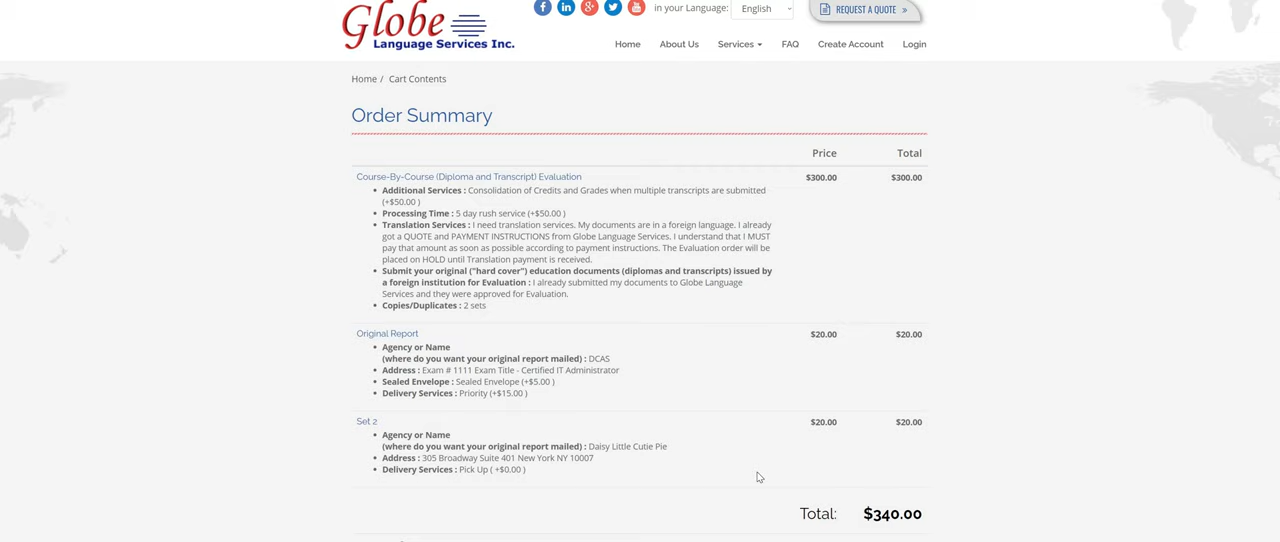 Globe
Language Services Inc.
in your Language:
English
REQUEST A QUOTE »
Home
About Us
Services
FAQ
Create Account
Login
Home / Cart Contents
Order Summary
Price
Total
Course-By-Course (Diploma and Transcript) Evaluation
$300.00
$300.00
• Additional Services : Consolidation of Credits and Grades when multiple transcripts are submitted
(+$50.00 )
• Processing Time : 5 day rush service (+$50.00 )
• Translation Services : I need translation services. My documents are in a foreign language. I already
got a QUOTE and PAYMENT INSTRUCTIONS from Globe Language Services. I understand that I MUST
pay that amount as soon as possible according to payment instructions. The Evaluation order will be
placed on HOLD until Translation payment is received.
• Submit your original ("hard cover") education documents (diplomas and transcripts) issued by
a foreign institution for Evaluation : I already submitted my documents to Globe Language
Services and they were approved for Evaluation.
• Copies/Duplicates : 2 sets
Original Report
$20.00
$20.00
• Agency or Name
(where do you want your original report mailed) : DCAS
• Address : Exam # 1111 Exam Title - Certified IT Administrator
• Sealed Envelope : Sealed Envelope (+$5.00 )
• Delivery Services : Priority (+$15.00 )
Set 2
$20.00
$20.00
• Agency or Name
(where do you want your original report mailed) : Daisy Little Cutie Pie
• Address : 305 Broadway Suite 401 New York NY 10007
• Delivery Services : Pick Up ( +$0.00 )
Total:
$340.00